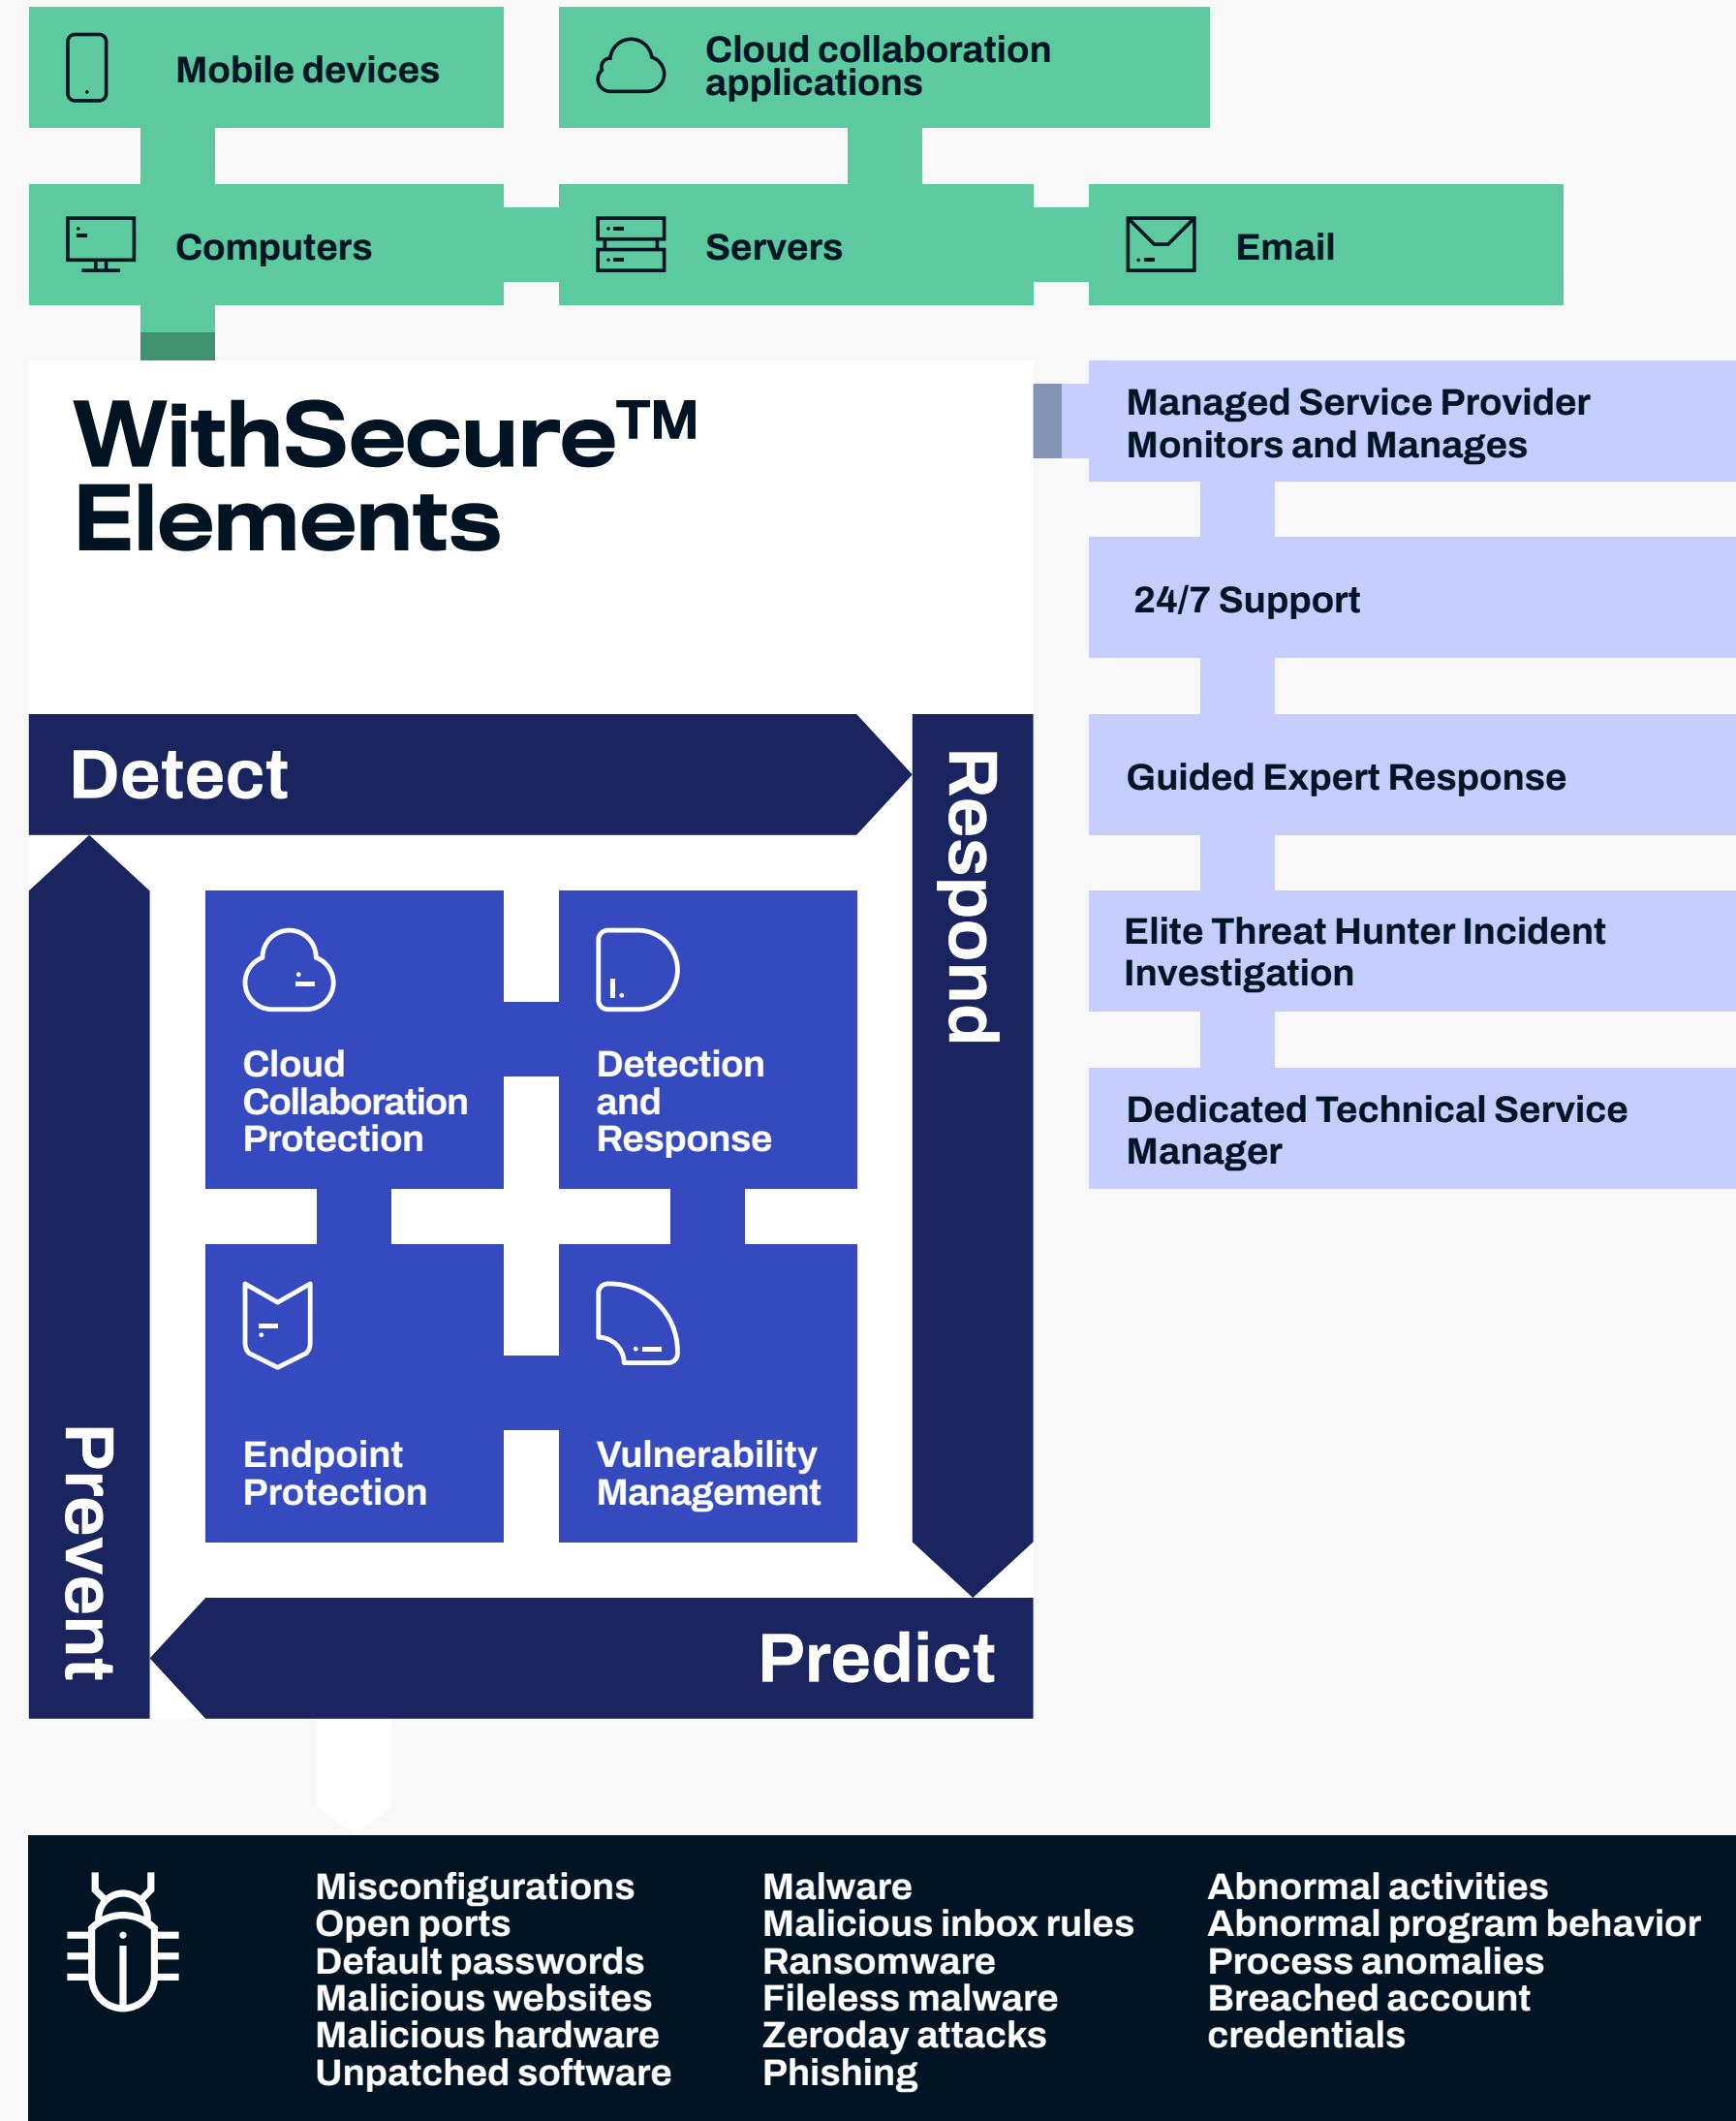 Mobile devices
Cloud collaboration
applications
Computers
Servers
Email
WithSecure™
Elements
Managed Service Provider
Monitors and Manages
24/7 Support
Guided Expert Response
Elite Threat Hunter Incident
Investigation
Dedicated Technical Service
Manager
Detect
Respond
Cloud
Collaboration
Protection
Detection
and
Response
Endpoint
Protection
Vulnerability
Management
Prevent
Predict
Misconfigurations
Open ports
Default passwords
Malicious websites
Malicious hardware
Unpatched software
Malware
Malicious inbox rules
Ransomware
Fileless malware
Zeroday attacks
Phishing
Abnormal activities
Abnormal program behavior
Process anomalies
Breached account
credentials